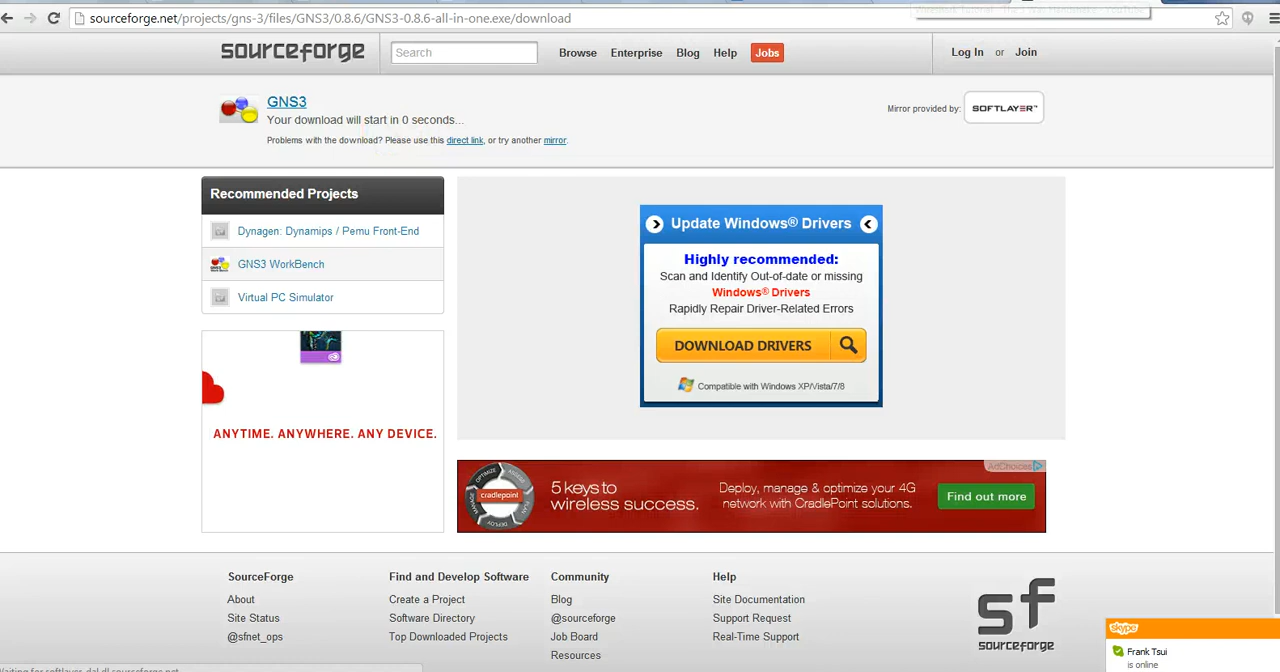 sourceforge.net/projects/gns-3/files/GNS3/0.8.6/GNS3-0.8.6-all-in-one.exe/download
sourceforge
Search
Browse Enterprise Blog Help Jobs
Log In or Join
GNS3
Your download will start in 0 seconds...
Problems with the download? Please use this direct link, or try another mirror.
Mirror provided by: SOFTLAYER™
Recommended Projects
Dynagen: Dynamips / Pemu Front-End
GNS3 WorkBench
Virtual PC Simulator
ANYTIME. ANYWHERE. ANY DEVICE.
Update Windows® Drivers
Highly recommended:
Scan and Identify Out-of-date or missing
Windows® Drivers
Rapidly Repair Driver-Related Errors
DOWNLOAD DRIVERS
Compatible with Windows XP/Vista/7/8
AdChoices
cradlepoint
5 keys to
wireless success.
Deploy, manage & optimize your 4G
network with CradlePoint solutions.
Find out more
SourceForge
About
Site Status
@sfnet_ops
Find and Develop Software
Create a Project
Software Directory
Top Downloaded Projects
Community
Blog
@sourceforge
Job Board
Resources
Help
Site Documentation
Support Request
Real-Time Support
sf
sourceforge
skype
Frank Tsui
is online